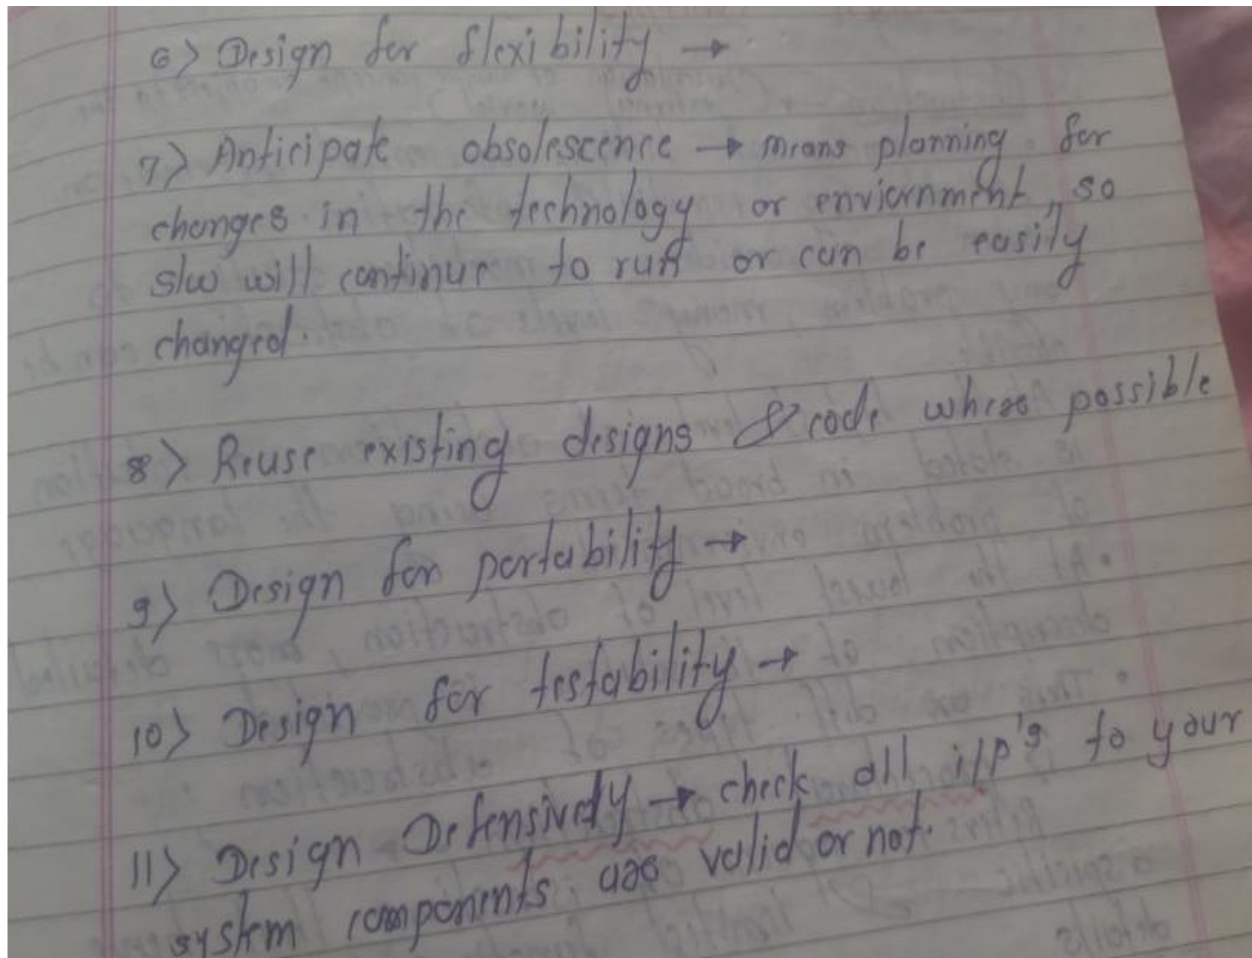 6> Design for flexibility →
7> Anticipate obsolescence → means planning for
changes in the technology or enviornment, so
s/w will continue to run or can be easily
changed.
8> Reuse existing designs & code where possible
9> Design for portability →
10> Design for testability →
11> Design Defensively → check all i/p's to your
system components are valid or not.